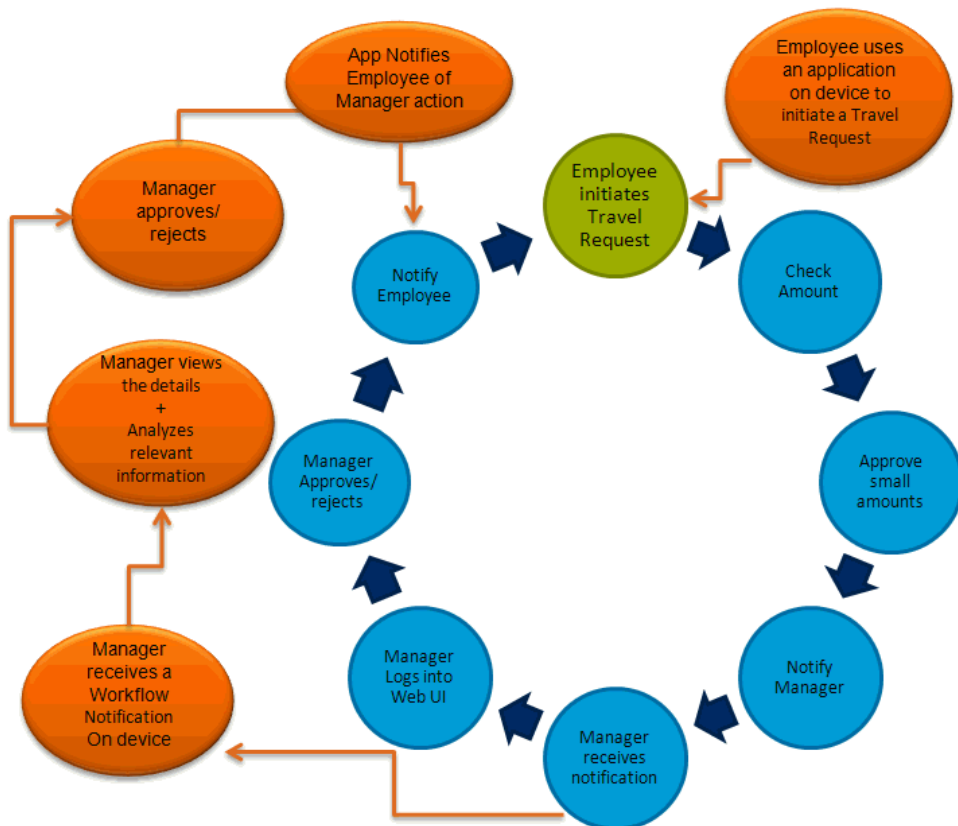 App Notifies
Employee of
Manager action
Employee uses
an application
on device to
initiate a Travel
Request
Manager
approves/
rejects
Employee
initiates
Travel
Request
Notify
Employee
Check
Amount
Manager views
the details
+
Analyzes
relevant
information
Manager
Approves/
rejects
Approve
small
amounts
Manager
receives a
Workflow
Notification
On device
Manager
Logs into
Web UI
Notify
Manager
Manager
receives
notification